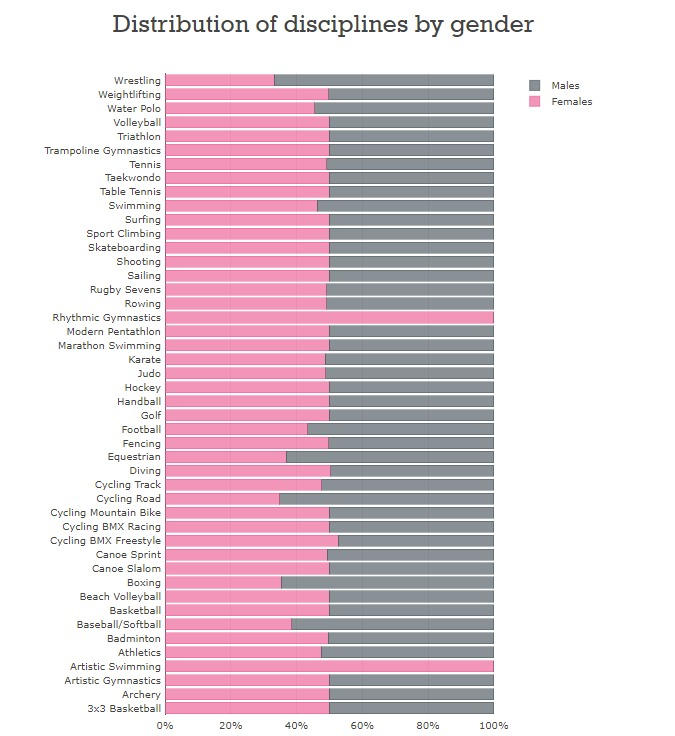 Distribution of disciplines by gender
Males
Females
Wrestling
Weightlifting
Water Polo
Volleyball
Triathlon
Trampoline Gymnastics
Tennis
Taekwondo
Table Tennis
Swimming
Surfing
Sport Climbing
Skateboarding
Shooting
Sailing
Rugby Sevens
Rowing
Rhythmic Gymnastics
Modern Pentathlon
Marathon Swimming
Karate
Judo
Hockey
Handball
Golf
Football
Fencing
Equestrian
Diving
Cycling Track
Cycling Road
Cycling Mountain Bike
Cycling BMX Racing
Cycling BMX Freestyle
Canoe Sprint
Canoe Slalom
Boxing
Beach Volleyball
Basketball
Baseball/Softball
Badminton
Athletics
Artistic Swimming
Artistic Gymnastics
Archery
3x3 Basketball
0% 20% 40% 60% 80% 100%